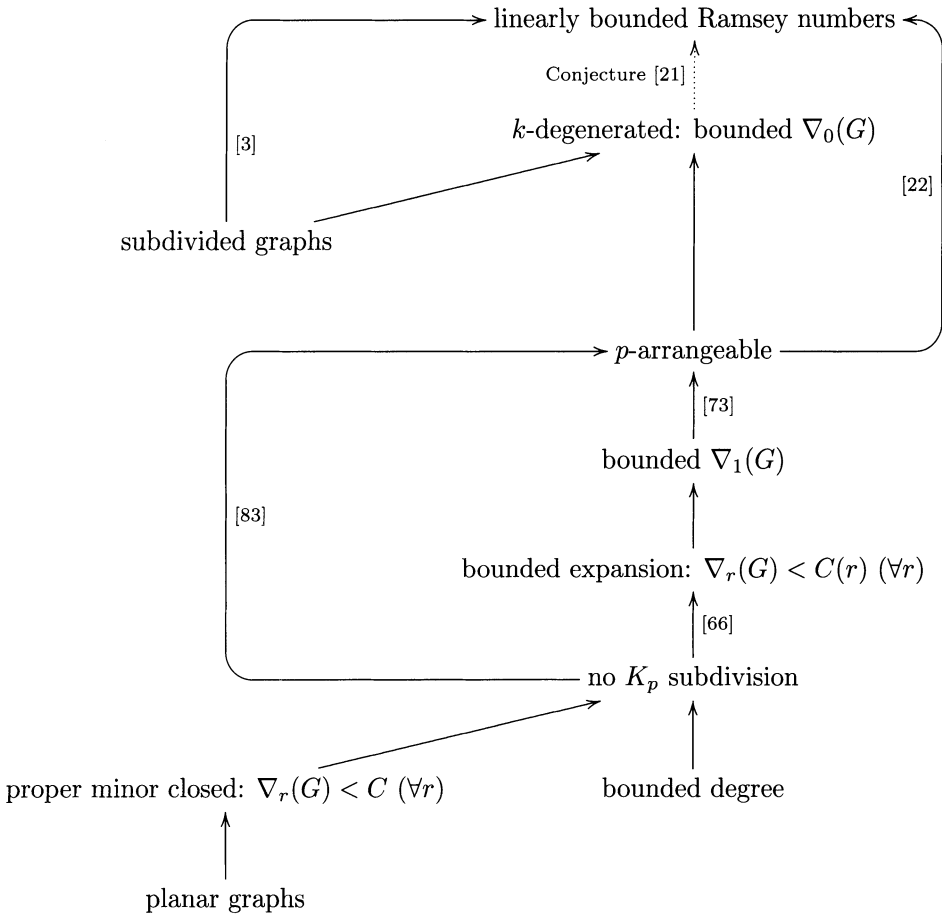 linearly bounded Ramsey numbers
Conjecture [21]
k-degenerated: bounded ∇₀(G)
[3]
[22]
subdivided graphs
p-arrangeable
[73]
bounded ∇₁(G)
[83]
bounded expansion: ∇ᵣ(G) < C(r) (∀r)
[66]
no Kₚ subdivision
proper minor closed: ∇ᵣ(G) < C (∀r)
bounded degree
planar graphs